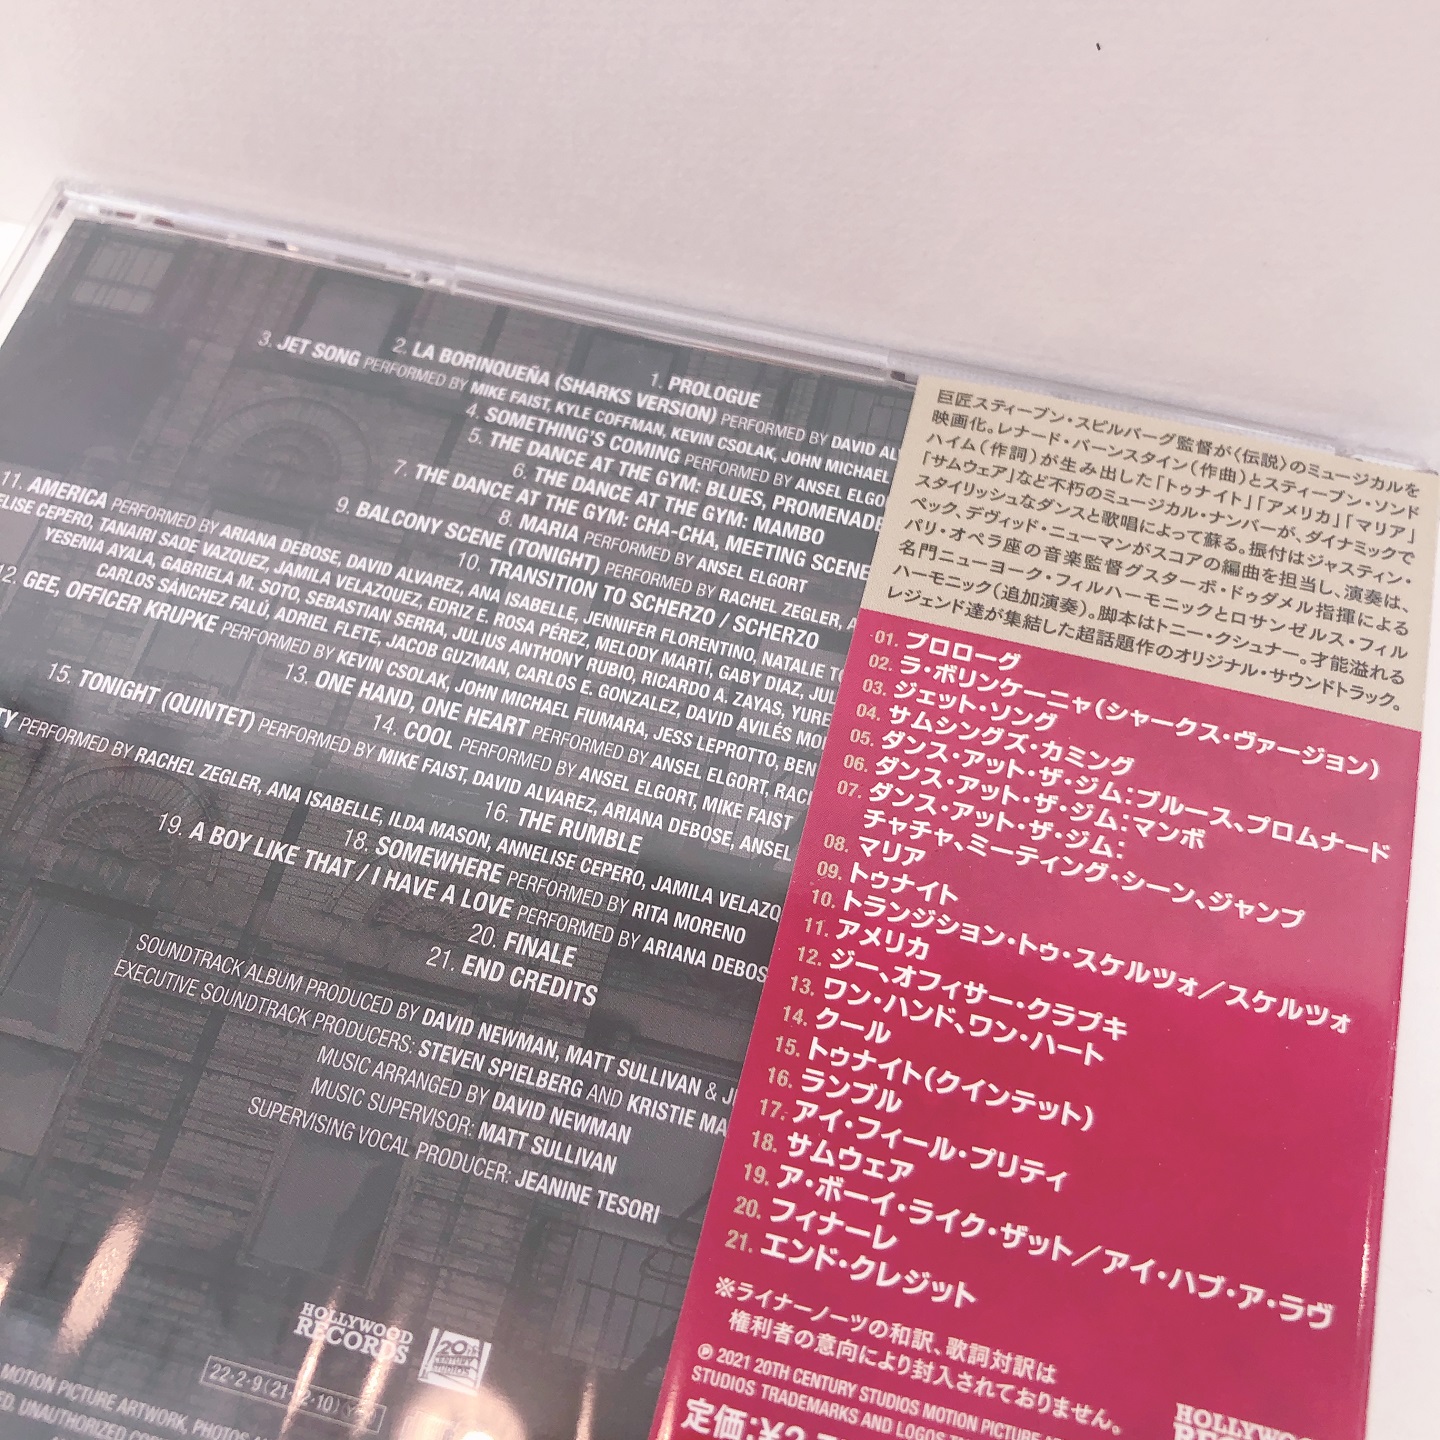 1. PROLOGUE
2. LA BORINQUEÑA (SHARKS VERSION) PERFORMED BY DAVID
3. JET SONG PERFORMED BY MIKE FAIST, KYLE COFFMAN, KEVIN CSOLAK, JOHN MICHAEL
4. SOMETHING'S COMING PERFORMED BY ANSEL
5. THE DANCE AT THE GYM: BLUES, PROMENADE
6. THE DANCE AT THE GYM: MAMBO
7. THE DANCE AT THE GYM: CHA-CHA, MEETING SCENE
8. MARIA PERFORMED BY ANSEL ELGORT
9. BALCONY SCENE (TONIGHT) PERFORMED BY RACHEL ZEGLER,
10. TRANSITION TO SCHERZO / SCHERZO
11. AMERICA PERFORMED BY ARIANA DEBOSE, DAVID ALVAREZ, ANA ISABELLE, JENNIFER FLORENTINO, NATALIE
CEPERO, TANAIRI SADE VAZQUEZ, JAMILA VELAZQUEZ, EDRIZ E. ROSA PÉREZ, MELODY MARTÍ, GABY DIAZ,
YESENIA AYALA, GABRIELA M. SOTO, SEBASTIAN SERRA, JULIUS ANTHONY RUBIO, RICARDO A. ZAYAS,
CARLOS SÁNCHEZ FALÚ, ADRIEL FLETE, JACOB GUZMAN, CARLOS E. GONZALEZ, DAVID AVILÉS
12. GEE, OFFICER KRUPKE PERFORMED BY KEVIN CSOLAK, JOHN MICHAEL FIUMARA, JESS LEPROTTO, BEN
13. ONE HAND, ONE HEART PERFORMED BY ANSEL ELGORT,
14. COOL PERFORMED BY ANSEL ELGORT, MIKE FAIST
15. TONIGHT (QUINTET) PERFORMED BY MIKE FAIST, DAVID ALVAREZ, ARIANA DEBOSE, ANSEL
16. THE RUMBLE
PERFORMED BY RACHEL ZEGLER, ANA ISABELLE, ILDA MASON, ANNELISE CEPERO, JAMILA
18. SOMEWHERE PERFORMED BY RITA MORENO
19. A BOY LIKE THAT / I HAVE A LOVE PERFORMED BY ARIANA
20. FINALE
21. END CREDITS
SOUNDTRACK ALBUM PRODUCED BY DAVID NEWMAN, MATT SULLIVAN &
EXECUTIVE SOUNDTRACK PRODUCERS: STEVEN SPIELBERG AND KRISTIE
MUSIC ARRANGED BY DAVID NEWMAN
MUSIC SUPERVISOR: MATT SULLIVAN
SUPERVISING VOCAL PRODUCER: JEANINE TESORI
HOLLYWOOD
RECORDS
20TH
CENTURY
STUDIOS
MOTION PICTURE ARTWORK,
UNAUTHORIZED
巨匠スティーブン・スピルバーグ監督が〈伝説〉のミュージカルを
映画化。レナード・バーンスタイン(作曲)とスティーブン・ソンド
ハイム(作詞)が生み出した「トゥナイト」「アメリカ」「マリア」
「サムウェア」など不朽のミュージカル・ナンバーが、ダイナミックで
スタイリッシュなダンスと歌唱によって蘇る。振付はジャスティン・
ペック、デヴィッド・ニューマンがスコアの編曲を担当し、演奏は、
パリ・オペラ座の音楽監督グスターボ・ドゥダメル指揮による
名門ニューヨーク・フィルハーモニックとロサンゼルス・フィル
ハーモニック(追加演奏)。脚本はトニー・クシュナー。才能溢れる
レジェンド達が集結した超話題作のオリジナル・サウンドトラック。
01. プロローグ
02. ラ・ボリンケーニャ(シャークス・ヴァージョン)
03. ジェット・ソング
04. サムシングズ・カミング
05. ダンス・アット・ザ・ジム:ブルース、プロムナード
06. ダンス・アット・ザ・ジム:マンボ
07. ダンス・アット・ザ・ジム:
チャチャ、ミーティング・シーン、ジャンプ
08. マリア
09. トゥナイト
10. トランジション・トゥ・スケルツォ/スケルツォ
11. アメリカ
12. ジー、オフィサー・クラプキ
13. ワン・ハンド、ワン・ハート
14. クール
15. トゥナイト(クインテット)
16. ランブル
17. アイ・フィール・プリティ
18. サムウェア
19. ア・ボーイ・ライク・ザット/アイ・ハブ・ア・ラヴ
20. フィナーレ
21. エンド・クレジット
※ライナーノーツの和訳、歌詞対訳は
権利者の意向により封入されておりません。
℗ 2021 20TH CENTURY STUDIOS MOTION PICTURE
STUDIOS TRADEMARKS AND LOGOS
定価:¥2
HOLLYWOOD